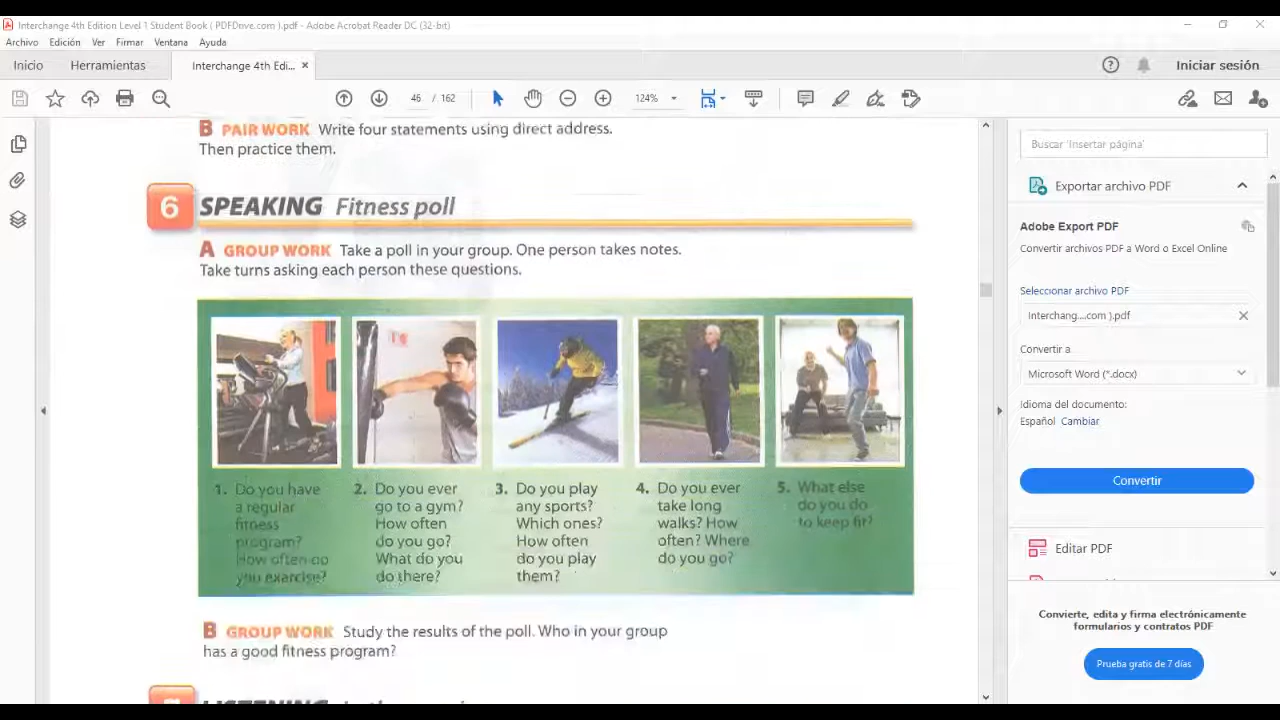 Interchange 4th Edition Level 1 Student Book ( PDFDrive.com ).pdf - Adobe Acrobat Reader DC (32-bit)
Archivo Edición Ver Firmar Ventana Ayuda
Inicio Herramientas Interchange 4th Edi... × Iniciar sesión
46 / 162 124%
B PAIR WORK Write four statements using direct address.
Then practice them.
6 SPEAKING Fitness poll
A GROUP WORK Take a poll in your group. One person takes notes.
Take turns asking each person these questions.
1. Do you have
a regular
fitness
program?
How often do
you exercise?
2. Do you ever
go to a gym?
How often
do you go?
What do you
do there?
3. Do you play
any sports?
Which ones?
How often
do you play
them?
4. Do you ever
take long
walks? How
often? Where
do you go?
5. What else
do you do
to keep fit?
B GROUP WORK Study the results of the poll. Who in your group
has a good fitness program?
LISTENING
Buscar 'Insertar página'
Exportar archivo PDF
Adobe Export PDF
Convertir archivos PDF a Word o Excel Online
Seleccionar archivo PDF
Interchang....com ).pdf
Convertir a
Microsoft Word (*.docx)
Idioma del documento:
Español Cambiar
Convertir
Editar PDF
Convierte, edita y firma electrónicamente
formularios y contratos PDF
Prueba gratis de 7 días